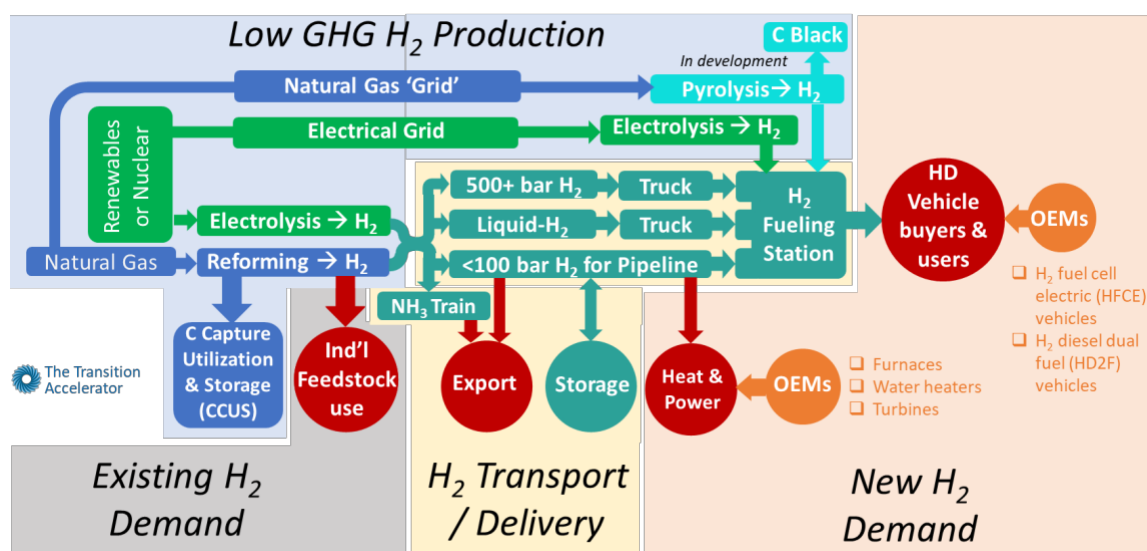 Low GHG H₂ Production
C Black
In development
Natural Gas 'Grid'
Pyrolysis→ H₂
Renewables
or Nuclear
Electrical Grid
Electrolysis → H₂
500+ bar H₂
Truck
Electrolysis → H₂
Liquid-H₂
Truck
Natural Gas
Reforming → H₂
<100 bar H₂ for Pipeline
NH₃ Train
H₂
Fueling
Station
HD
Vehicle
buyers &
users
OEMs
❑ H₂ fuel cell
electric (HFCE)
vehicles
❑ H₂ diesel dual
fuel (HD2F)
vehicles
The Transition
Accelerator
C Capture
Utilization
& Storage
(CCUS)
Ind'l
Feedstock
use
Export
Storage
Heat &
Power
OEMs
❑ Furnaces
❑ Water heaters
❑ Turbines
Existing H₂
Demand
H₂ Transport
/ Delivery
New H₂
Demand